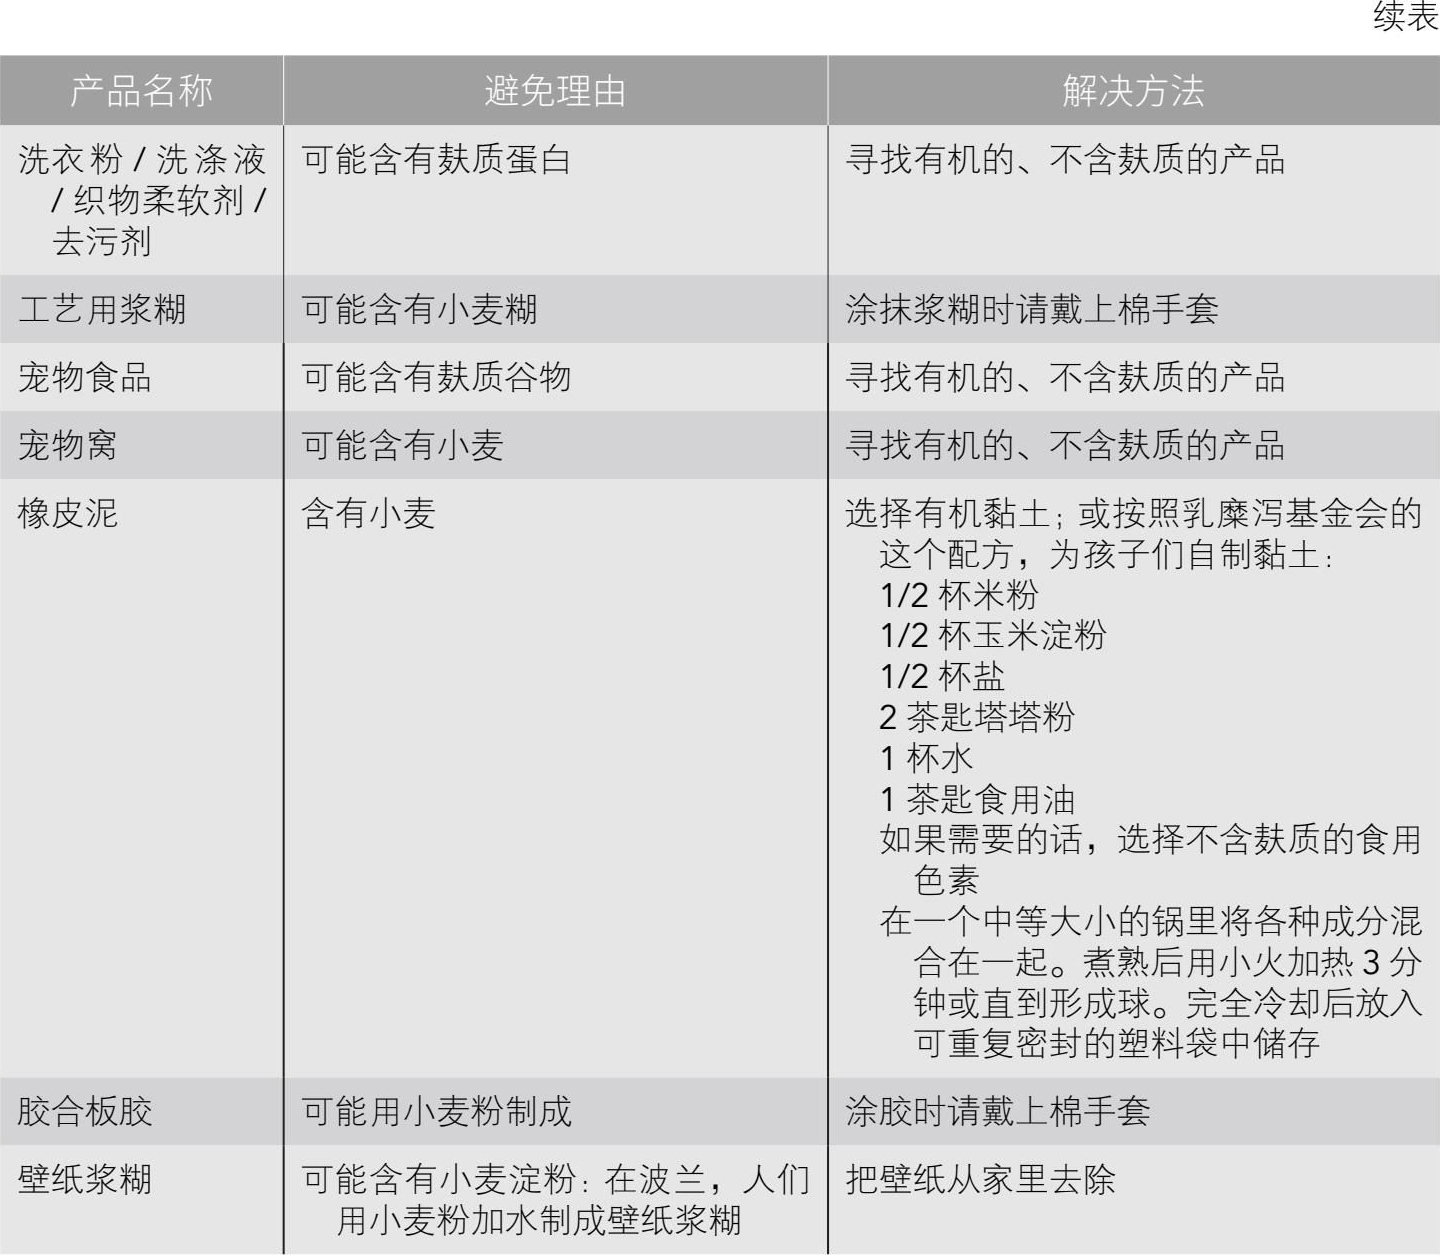 续表
产品名称 避免理由 解决方法
洗衣粉 / 洗涤液 可能含有麸质蛋白 寻找有机的、不含麸质的产品
/ 织物柔软剂 /
去污剂
工艺用浆糊 可能含有小麦糊 涂抹浆糊时请戴上棉手套
宠物食品 可能含有麸质谷物 寻找有机的、不含麸质的产品
宠物窝 可能含有小麦 寻找有机的、不含麸质的产品
橡皮泥 含有小麦 选择有机黏土；或按照乳糜泻基金会的
这个配方，为孩子们自制黏土：
1/2 杯米粉
1/2 杯玉米淀粉
1/2 杯盐
2 茶匙塔塔粉
1 杯水
1 茶匙食用油
如果需要的话，选择不含麸质的食用
色素
在一个中等大小的锅里将各种成分混
合在一起。煮熟后用小火加热 3 分
钟或直到形成球。完全冷却后放入
可重复密封的塑料袋中储存
胶合板胶 可能用小麦粉制成 涂胶时请戴上棉手套
壁纸浆糊 可能含有小麦淀粉：在波兰，人们 把壁纸从家里去除
用小麦粉加水制成壁纸浆糊